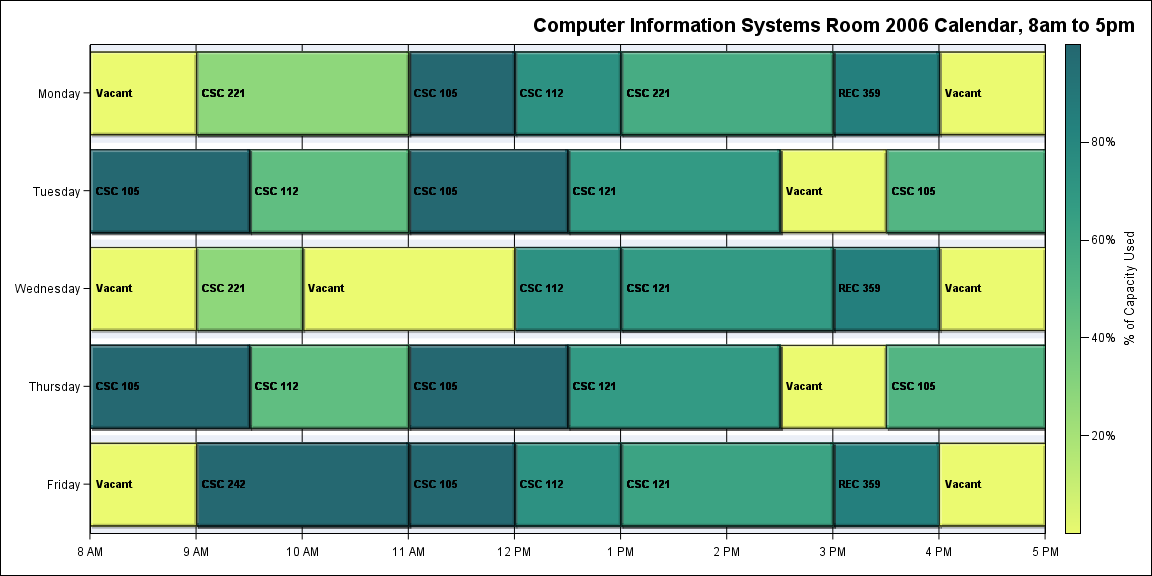 Computer Information Systems Room 2006 Calendar, 8am to 5pm
Monday
Vacant
CSC 221
CSC 105
CSC 112
CSC 221
REC 359
Vacant
Tuesday
CSC 105
CSC 112
CSC 105
CSC 121
Vacant
CSC 105
Wednesday
Vacant
CSC 221
Vacant
CSC 112
CSC 121
REC 359
Vacant
Thursday
CSC 105
CSC 112
CSC 105
CSC 121
Vacant
CSC 105
Friday
Vacant
CSC 242
CSC 105
CSC 112
CSC 121
REC 359
Vacant
8 AM
9 AM
10 AM
11 AM
12 PM
1 PM
2 PM
3 PM
4 PM
5 PM
80%
60%
40%
20%
% of Capacity Used